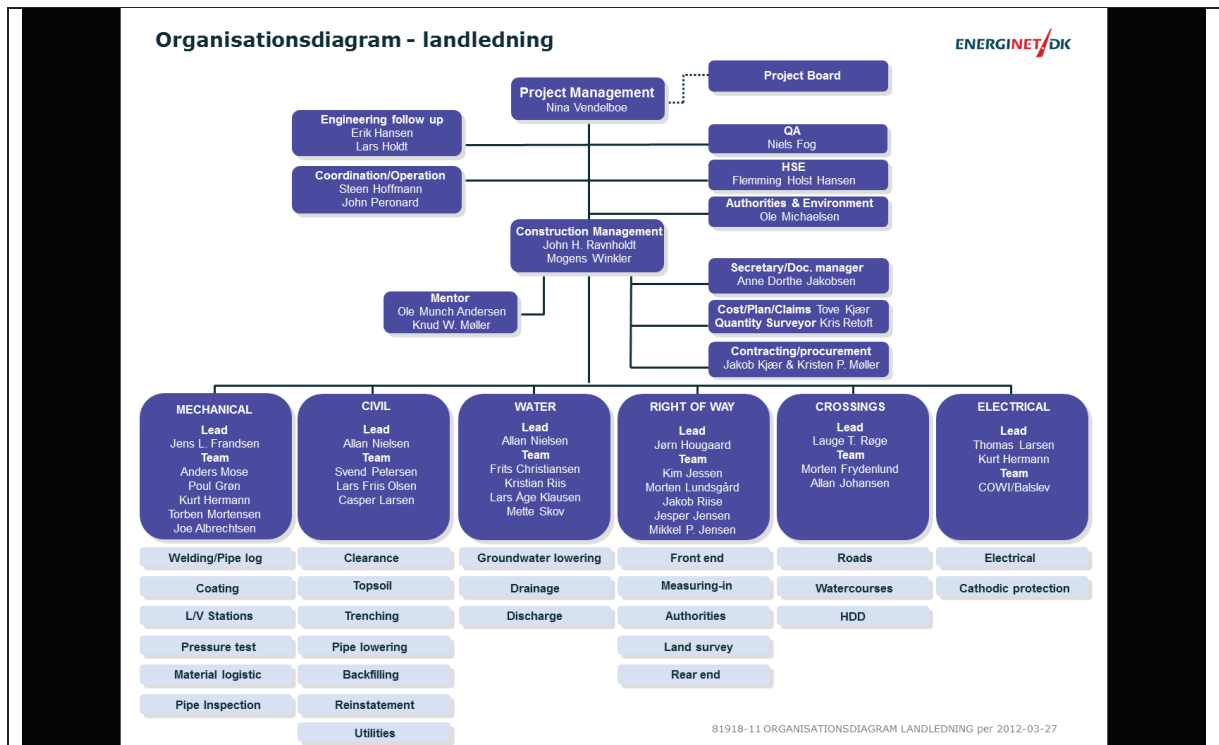 Organisationsdiagram - landledning
ENERGINET/DK
Project Board
Project Management
Nina Vendelboe
Engineering follow up
Erik Hansen
Lars Holdt
QA
Niels Fog
Coordination/Operation
Steen Hoffmann
John Peronard
HSE
Flemming Holst Hansen
Authorities & Environment
Ole Michaelsen
Construction Management
John H. Ravnholdt
Mogens Winkler
Secretary/Doc. manager
Anne Dorthe Jakobsen
Mentor
Ole Munch Andersen
Knud W. Møller
Cost/Plan/Claims Tove Kjær
Quantity Surveyor Kris Retoft
Contracting/procurement
Jakob Kjær & Kristen P. Møller
MECHANICAL
Lead
Jens L. Frandsen
Team
Anders Mose
Poul Grøn
Kurt Hermann
Torben Mortensen
Joe Albrechtsen
Welding/Pipe log
Coating
L/V Stations
Pressure test
Material logistic
Pipe Inspection
CIVIL
Lead
Allan Nielsen
Team
Svend Petersen
Lars Friis Olsen
Casper Larsen
Clearance
Topsoil
Trenching
Pipe lowering
Backfilling
Reinstatement
Utilities
WATER
Lead
Allan Nielsen
Team
Frits Christiansen
Kristian Riis
Lars Åge Klausen
Mette Skov
Groundwater lowering
Drainage
Discharge
RIGHT OF WAY
Lead
Jørn Hougaard
Team
Kim Jessen
Morten Lundsgård
Jakob Riise
Jesper Jensen
Mikkel P. Jensen
Front end
Measuring-in
Authorities
Land survey
Rear end
CROSSINGS
Lead
Lauge T. Røge
Team
Morten Frydenlund
Allan Johansen
Roads
Watercourses
HDD
ELECTRICAL
Lead
Thomas Larsen
Kurt Hermann
Team
COWI/Balslev
Electrical
Cathodic protection
81918-11 ORGANISATIONSDIAGRAM LANDLEDNING per 2012-03-27